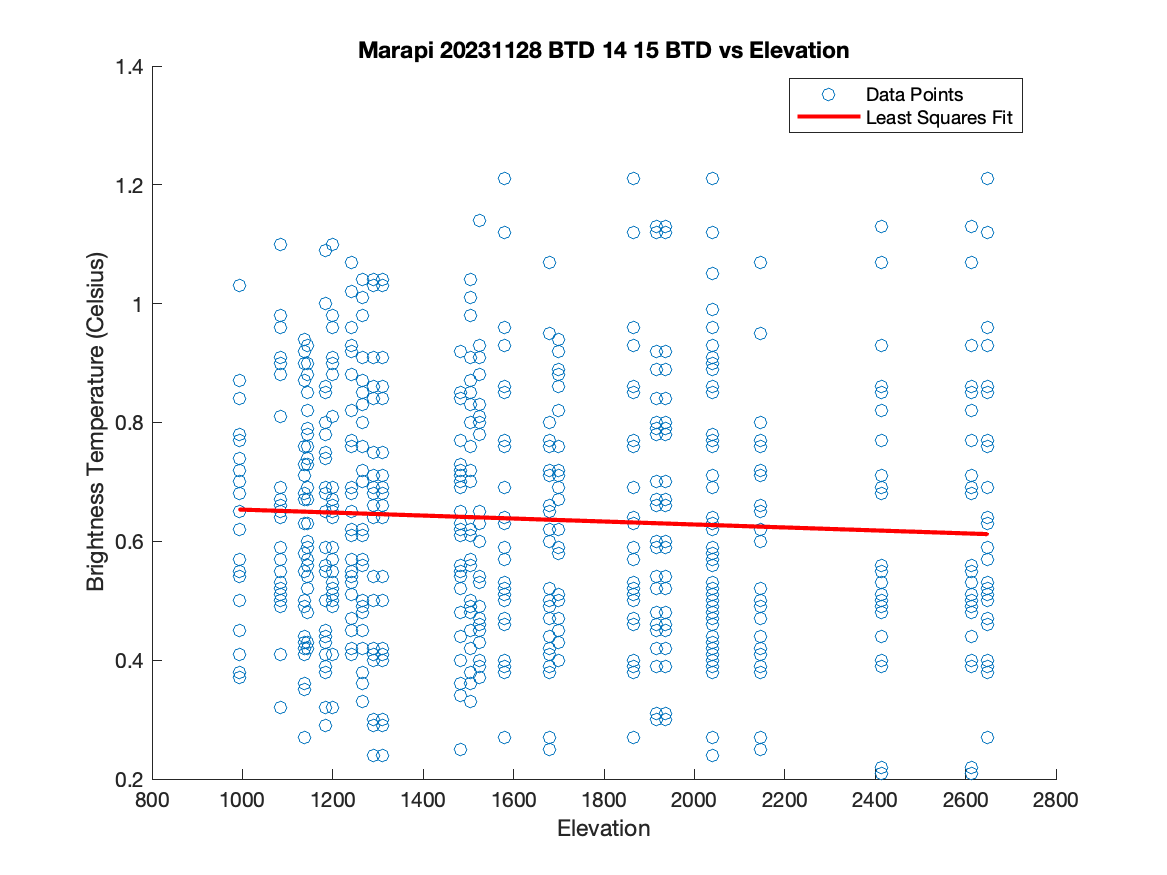 Marapi 20231128 BTD 14 15 BTD vs Elevation
Data Points
Least Squares Fit
Brightness Temperature (Celsius)
1.4
1.2
1
0.8
0.6
0.4
0.2
800 1000 1200 1400 1600 1800 2000 2200 2400 2600 2800
Elevation